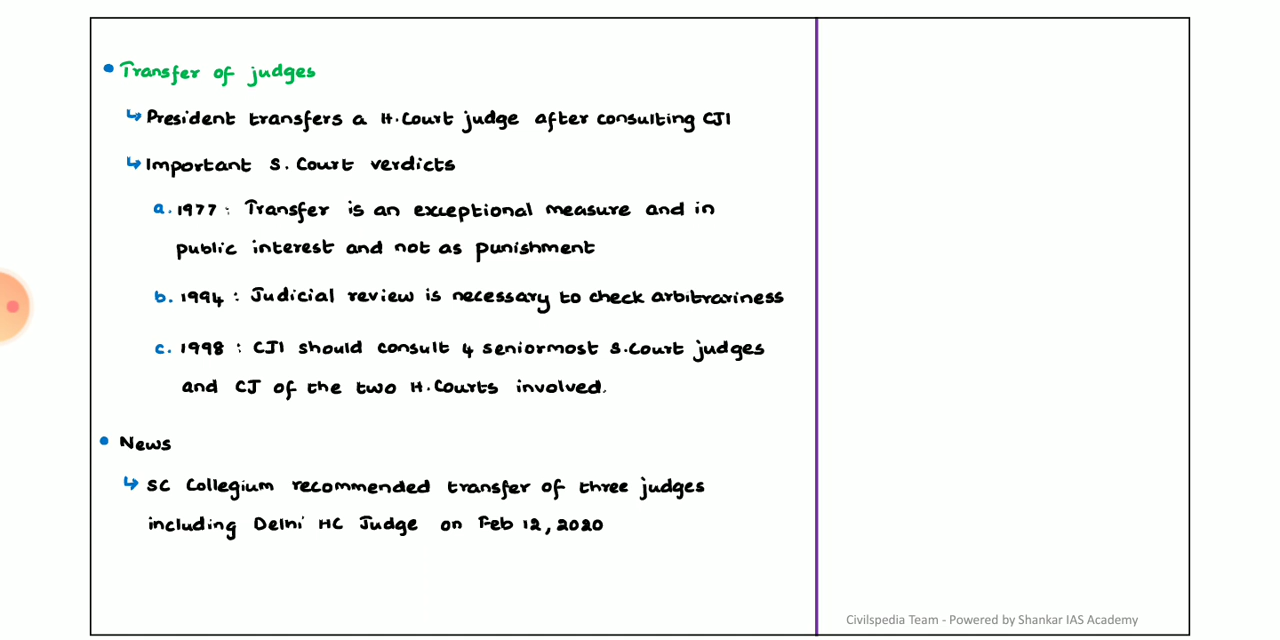 Transfer of judges
President transfers a H.Court judge after consulting CJI
Important S.Court verdicts
a. 1977 : Transfer is an exceptional measure and in
public interest and not as punishment
b. 1994 : Judicial review is necessary to check arbitrariness
c. 1998 : CJI should consult 4 seniormost S.Court judges
and CJ of the two H.Courts involved.
News
SC Collegium recommended transfer of three judges
including Delhi HC Judge on Feb 12, 2020
Civilspedia Team - Powered by Shankar IAS Academy